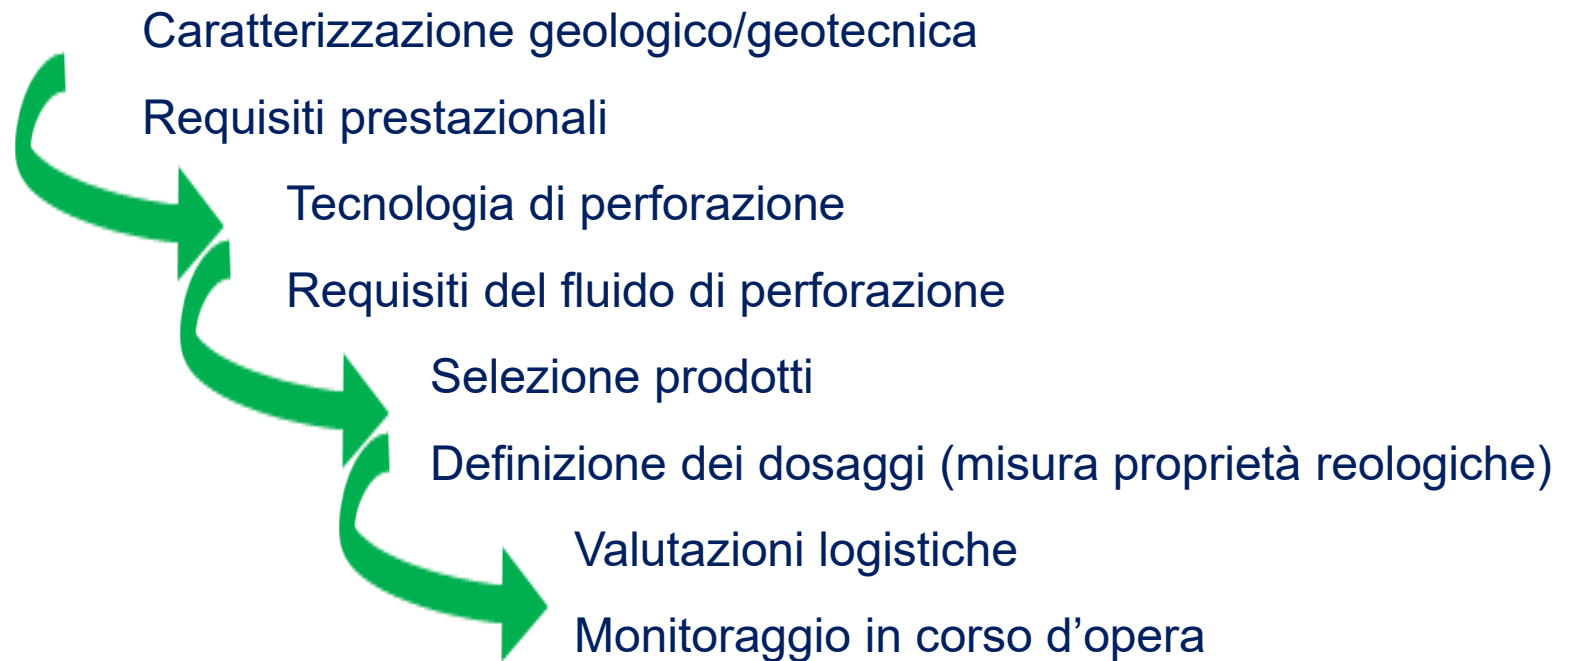 Caratterizzazione geologico/geotecnica
Requisiti prestazionali
Tecnologia di perforazione
Requisiti del fluido di perforazione
Selezione prodotti
Definizione dei dosaggi (misura proprietà reologiche)
Valutazioni logistiche
Monitoraggio in corso d’opera